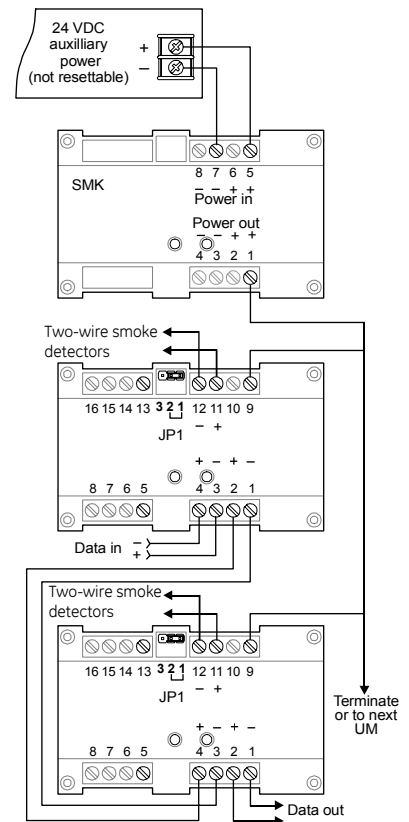 24 VDC
auxilliary
power
(not resettable)
+
–
8 7 6 5
– – + +
SMK
Power in
Power out
– – + +
4 3 2 1
Two-wire smoke
detectors
16 15 14 13 3 2 1 12 11 10 9
– +
JP1
+ – + –
8 7 6 5 4 3 2 1
Data in –
+
Two-wire smoke
detectors
16 15 14 13 3 2 1 12 11 10 9
– +
JP1
+ – + –
8 7 6 5 4 3 2 1
Terminate
or to next
UM
Data out